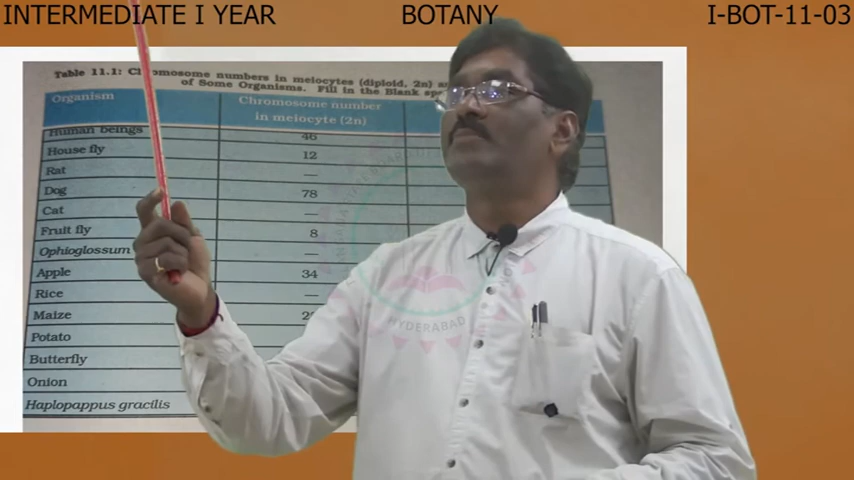 INTERMEDIATE I YEAR BOTANY I-BOT-11-03
Table 11.1: Chromosome numbers in meiocytes (diploid, 2n)
of Some Organisms. Fill in the Blank
Organism Chromosome number
in meiocyte (2n)
Human beings 46
House fly 12
Rat —
Dog 78
Cat —
Fruit fly 8
Ophioglossum —
Apple 34
Rice —
Maize
Potato
Butterfly
Onion
Haplopappus gracilis
HYDERABAD